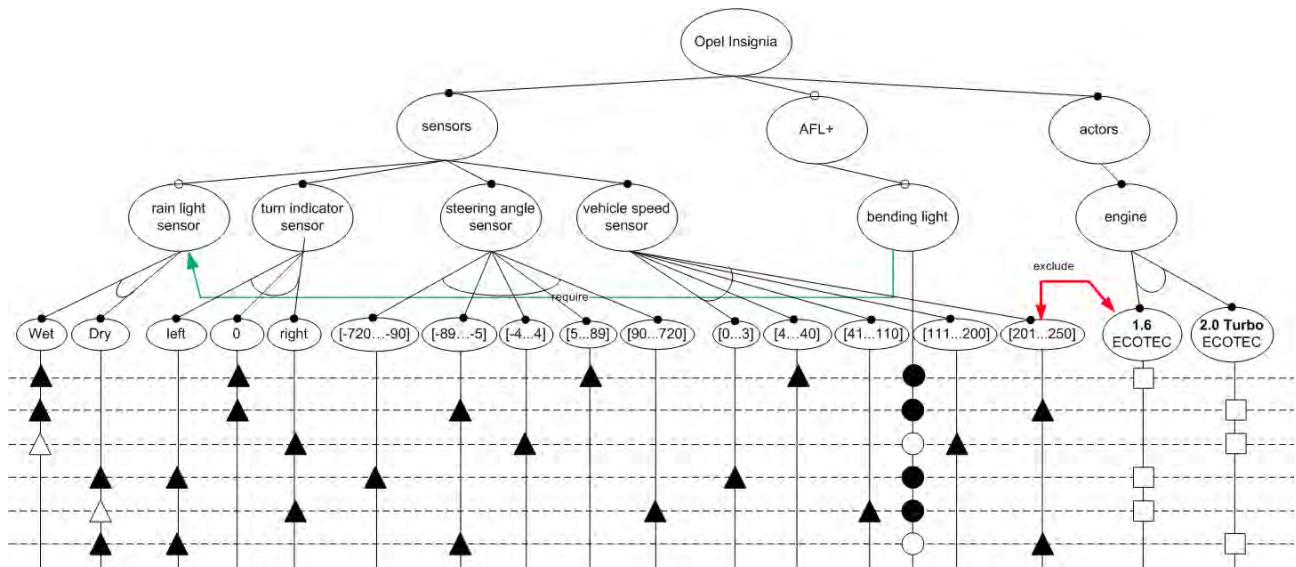 Opel Insignia
sensors
AFL+
actors
rain light
sensor
turn indicator
sensor
steering angle
sensor
vehicle speed
sensor
bending light
engine
exclude
require
Wet
Dry
left
0
right
[-720...-90]
[-89...-5]
[-4...4]
[5...89]
[90...720]
[0...3]
[4...40]
[41...110]
[111...200]
[201...250]
1.6
ECOTEC
2.0 Turbo
ECOTEC